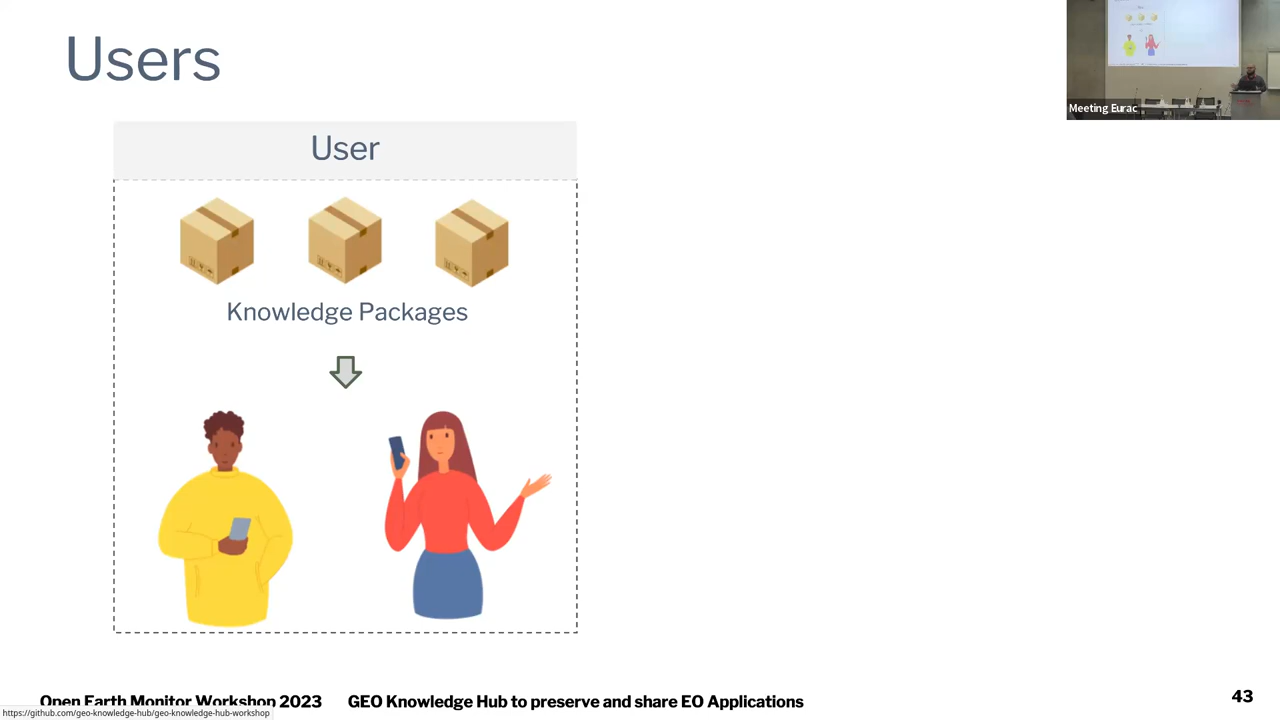 Users
Meeting Eurac
User
Knowledge Packages
Open Earth Monitor Workshop 2023 GEO Knowledge Hub to preserve and share EO Applications
43
https://github.com/geo-knowledge-hub/geo-knowledge-hub-workshop